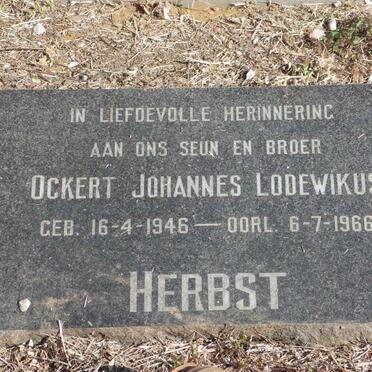 IN LIEFDEVOLLE HERINNERING
AAN ONS SEUN EN BROER
OCKERT JOHANNES LODEWIKUS
GEB. 16-4-1946 — OORL. 6-7-1966
HERBST